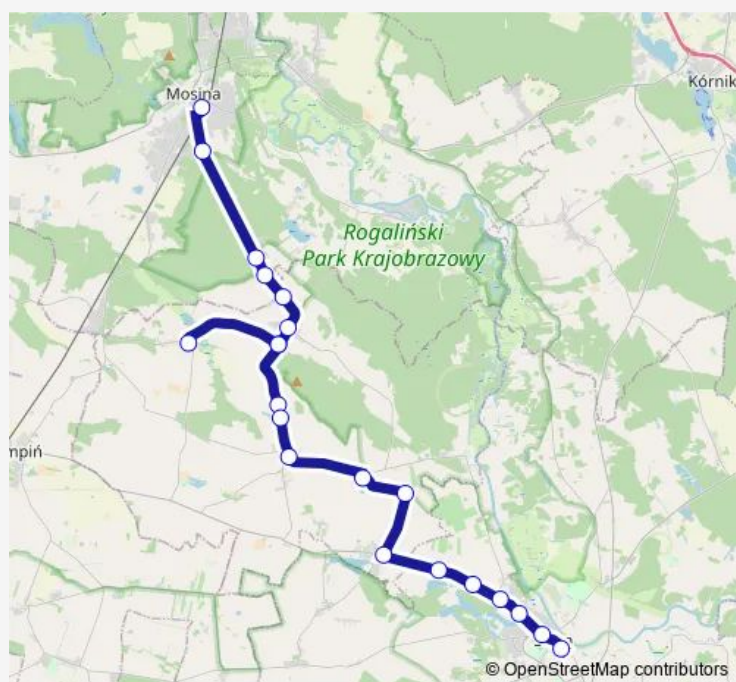 Mosina
Kórnik
Rogaliński
Park Krajobrazowy
mpiń
© OpenStreetMap contributors